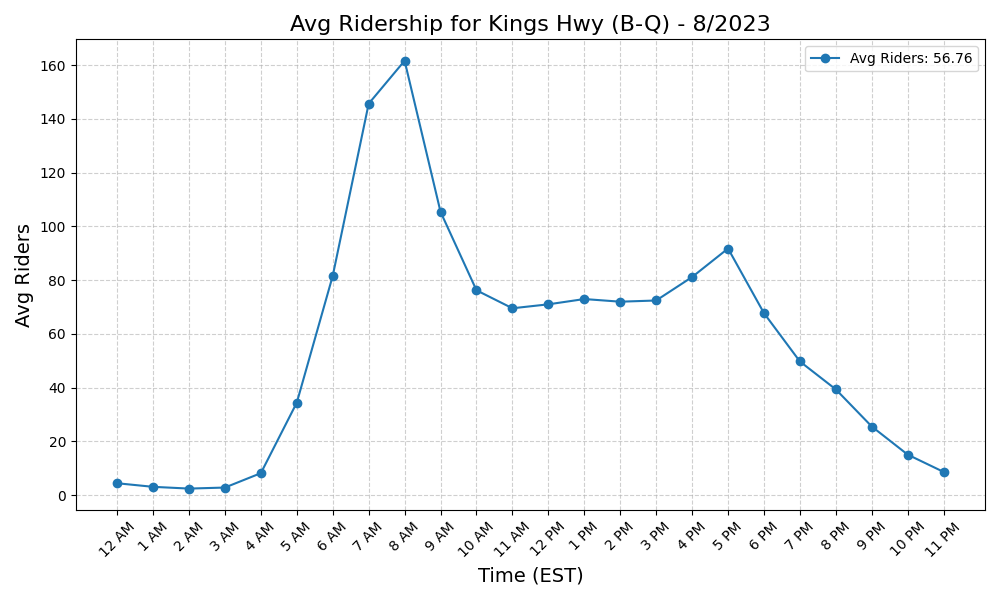 Avg Ridership for Kings Hwy (B-Q) - 8/2023
Avg Riders: 56.76
Avg Riders
160
140
120
100
80
60
40
20
0
12 AM 1 AM 2 AM 3 AM 4 AM 5 AM 6 AM 7 AM 8 AM 9 AM 10 AM 11 AM 12 PM 1 PM 2 PM 3 PM 4 PM 5 PM 6 PM 7 PM 8 PM 9 PM 10 PM 11 PM
Time (EST)